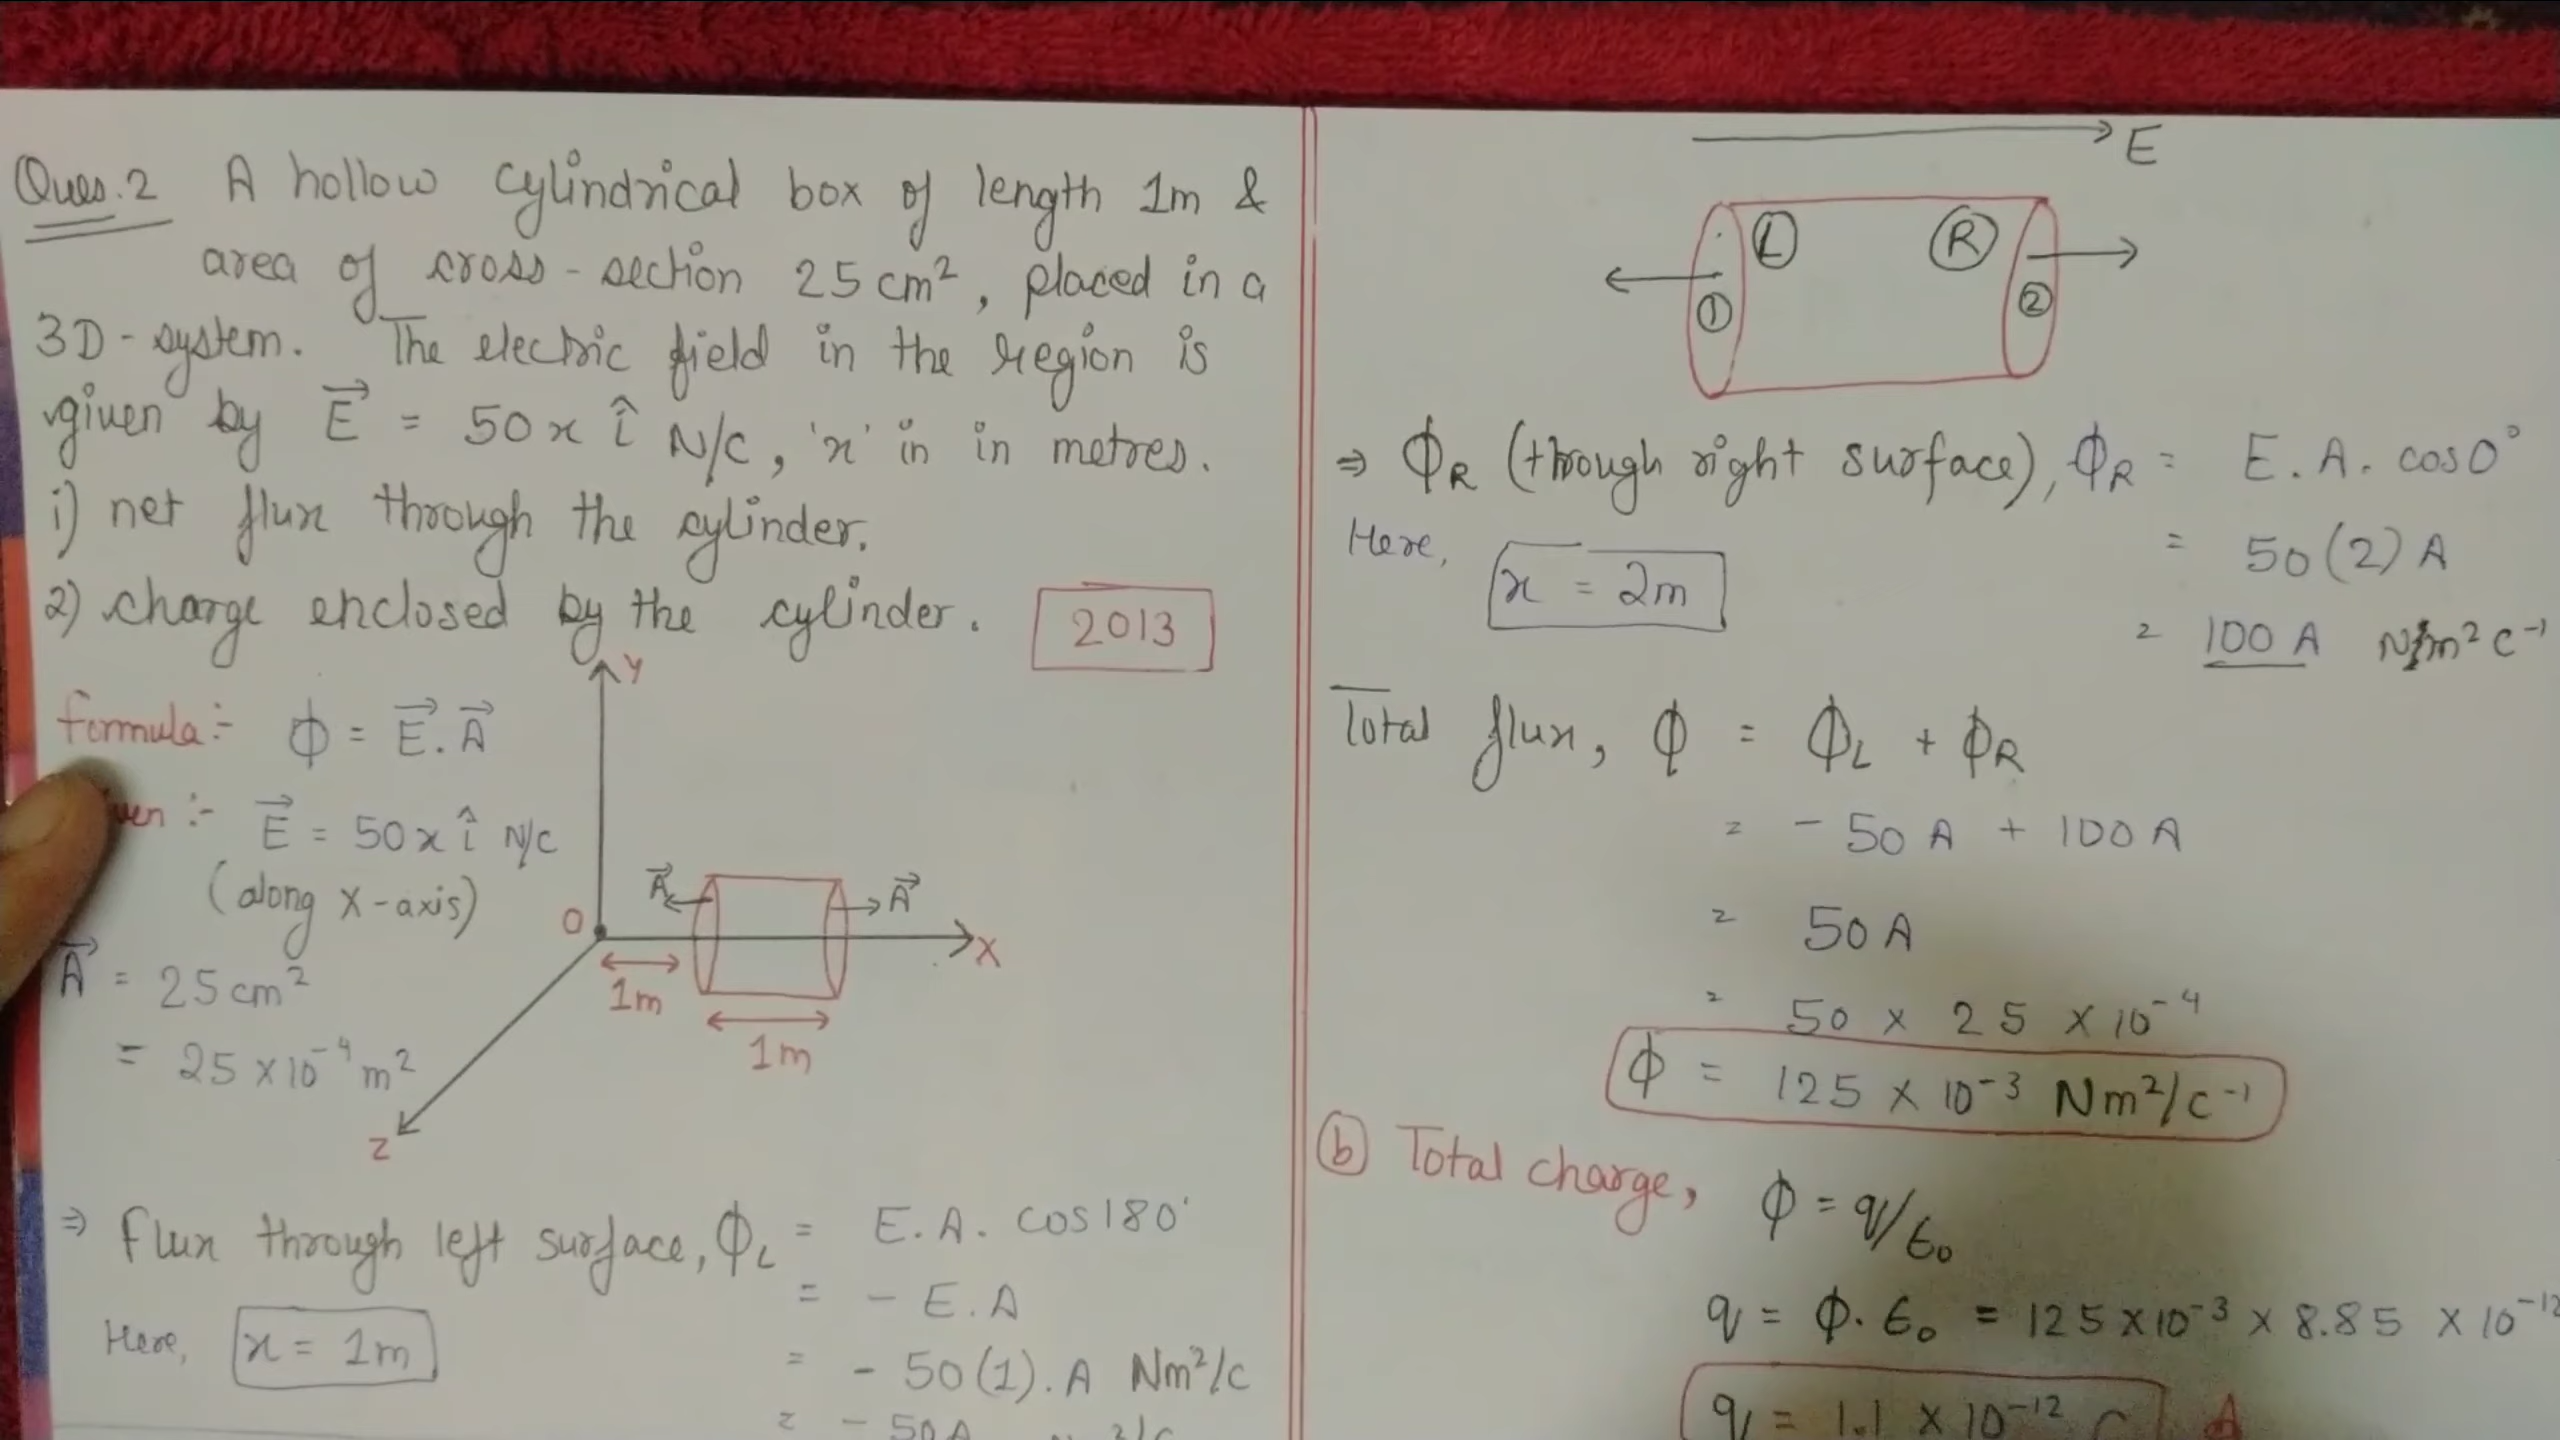 Ques.2 A hollow cylindrical box of length 1m &
area of cross-section 25 cm², placed in a
3D-system. The electric field in the region is
given by E⃗ = 50x î N/C, 'x' in in metres.
i) net flux through the cylinder.
2) charge enclosed by the cylinder. 2013
formula:- ϕ = E⃗.A⃗
:- E⃗ = 50x î N/C
(along X-axis)
A⃗ = 25cm²
= 25×10⁻⁴ m²
Y
A⃗ A⃗
O X
1m
1m
Z
⇒ flux through left surface, ϕL = E.A. cos180°
= - E.A
Here, x = 1m
= - 50(1).A Nm²/c
= - 50A
E
L R
① ②
⇒ ϕR (though right surface), ϕR = E.A. cos0°
Here, x = 2m
= 50(2)A
= 100 A Nm²c⁻¹
Total flux, ϕ = ϕL + ϕR
= - 50 A + 100 A
= 50 A
= 50 × 25 × 10⁻⁴
ϕ = 125 × 10⁻³ Nm²/c⁻¹
ⓑ Total charge, ϕ = q/ϵ₀
q = ϕ.ϵ₀ = 125×10⁻³ × 8.85 × 10⁻¹²
q = 1.1 × 10⁻¹² C A